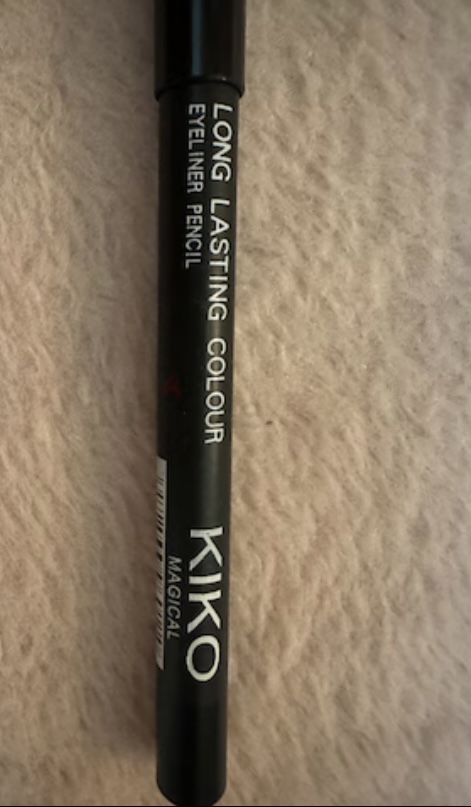 LONG LASTING COLOUR
EYELINER PENCIL
KIKO
MAGICAL